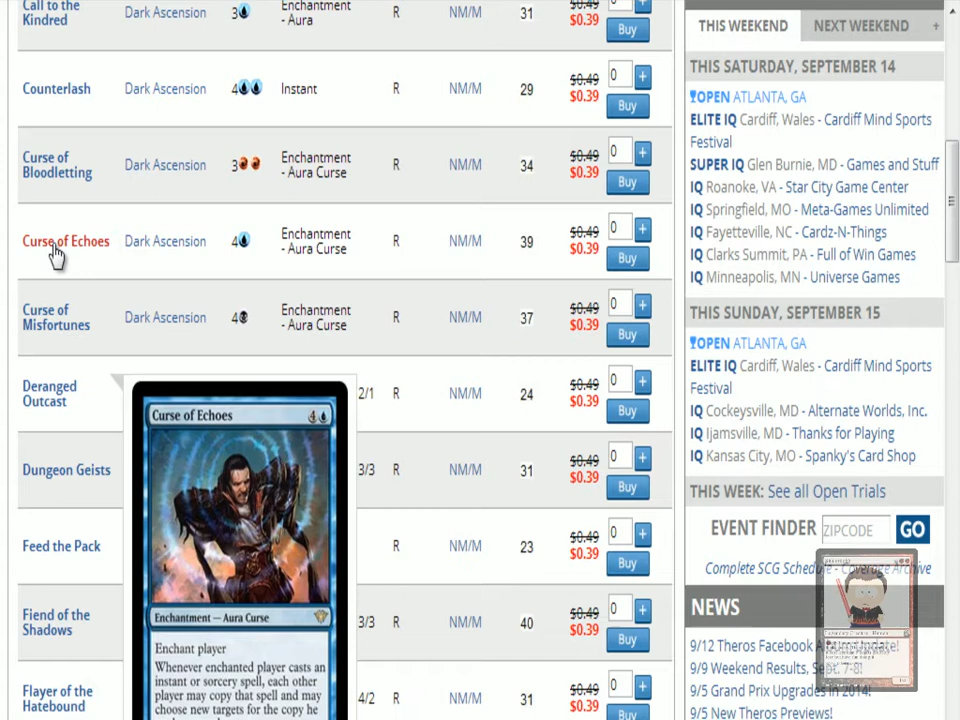 Call to the
Kindred
Dark Ascension
3
Enchantment
- Aura
R
NM/M
31
$0.49
$0.39
0
+
Buy
Counterlash
Dark Ascension
4
Instant
R
NM/M
29
$0.49
$0.39
0
+
Buy
Curse of
Bloodletting
Dark Ascension
3
Enchantment
- Aura Curse
R
NM/M
34
$0.49
$0.39
0
+
Buy
Curse of Echoes
Dark Ascension
4
Enchantment
- Aura Curse
R
NM/M
39
$0.49
$0.39
0
+
Buy
Curse of
Misfortunes
Dark Ascension
4
Enchantment
- Aura Curse
R
NM/M
37
$0.49
$0.39
0
+
Buy
Deranged
Outcast
2/1
R
NM/M
24
$0.49
$0.39
0
+
Buy
Dungeon Geists
3/3
R
NM/M
31
$0.49
$0.39
0
+
Buy
Feed the Pack
R
NM/M
23
$0.49
$0.39
0
+
Buy
Fiend of the
Shadows
3/3
R
NM/M
40
$0.49
$0.39
0
+
Buy
Flayer of the
Hatebound
4/2
R
NM/M
31
$0.49
$0.39
0
+
Buy
Curse of Echoes
4
Enchantment — Aura Curse
Enchant player
Whenever enchanted player casts an
instant or sorcery spell, each other
player may copy that spell and may
choose new targets for the copy he
THIS WEEKEND
NEXT WEEKEND
+
THIS SATURDAY, SEPTEMBER 14
OPEN ATLANTA, GA
ELITE IQ Cardiff, Wales - Cardiff Mind Sports
Festival
SUPER IQ Glen Burnie, MD - Games and Stuff
IQ Roanoke, VA - Star City Game Center
IQ Springfield, MO - Meta-Games Unlimited
IQ Fayetteville, NC - Cardz-N-Things
IQ Clarks Summit, PA - Full of Win Games
IQ Minneapolis, MN - Universe Games
THIS SUNDAY, SEPTEMBER 15
OPEN ATLANTA, GA
ELITE IQ Cardiff, Wales - Cardiff Mind Sports
Festival
IQ Cockeysville, MD - Alternate Worlds, Inc.
IQ Ijamsville, MD - Thanks for Playing
IQ Kansas City, MO - Spanky's Card Shop
THIS WEEK: See all Open Trials
EVENT FINDER
ZIPCODE
GO
Complete SCG Schedule - Coverage Archive
NEWS
9/12 Theros Facebook Album Update!
9/9 Weekend Results, Sept. 7-8!
9/5 Grand Prix Upgrades in 2014!
9/5 New Theros Previews!